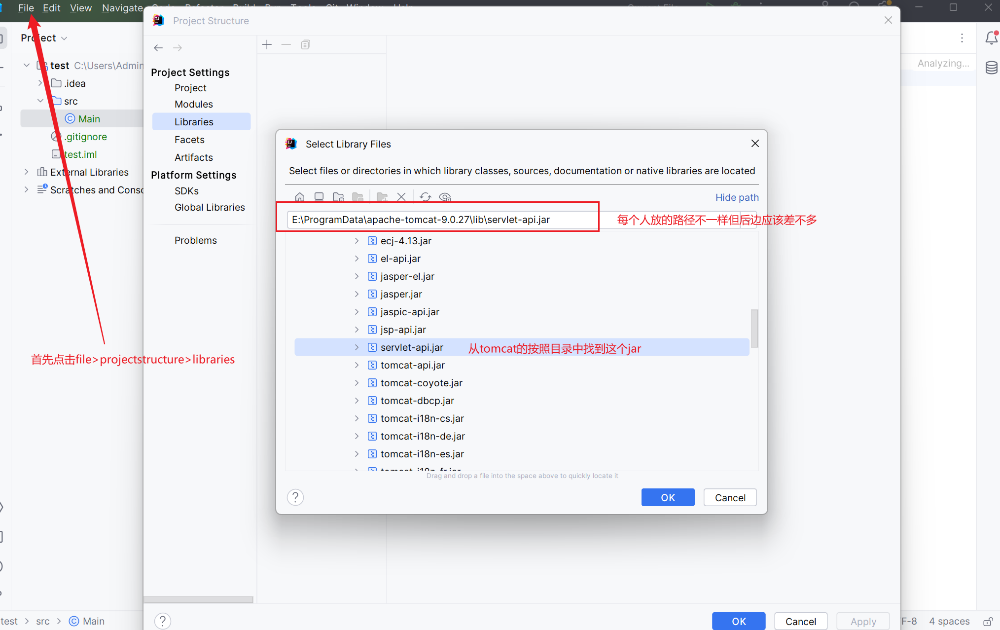 File Edit View Navigate
Project Structure
Project
test C:\Users\Admin
.idea
src
Main
.gitignore
test.iml
External Libraries
Scratches and Conso
首先点击file>projectstructure>libraries
Project Settings
Project
Modules
Libraries
Facets
Artifacts
Platform Settings
SDKs
Global Libraries
Problems
Analyzing...
Select Library Files
Select files or directories in which library classes, sources, documentation or native libraries are located
Hide path
E:\ProgramData\apache-tomcat-9.0.27\lib\servlet-api.jar
每个人放的路径不一样但后边应该差不多
ecj-4.13.jar
el-api.jar
jasper-el.jar
jasper.jar
jaspic-api.jar
jsp-api.jar
servlet-api.jar
从tomcat的按照目录中找到这个jar
tomcat-api.jar
tomcat-coyote.jar
tomcat-dbcp.jar
tomcat-i18n-cs.jar
tomcat-i18n-de.jar
tomcat-i18n-es.jar
tomcat-i18n-fr.jar
Drag and drop a file into the space above to quickly locate it
? OK Cancel
? OK Cancel Apply
test > src > Main
F-8 4 spaces